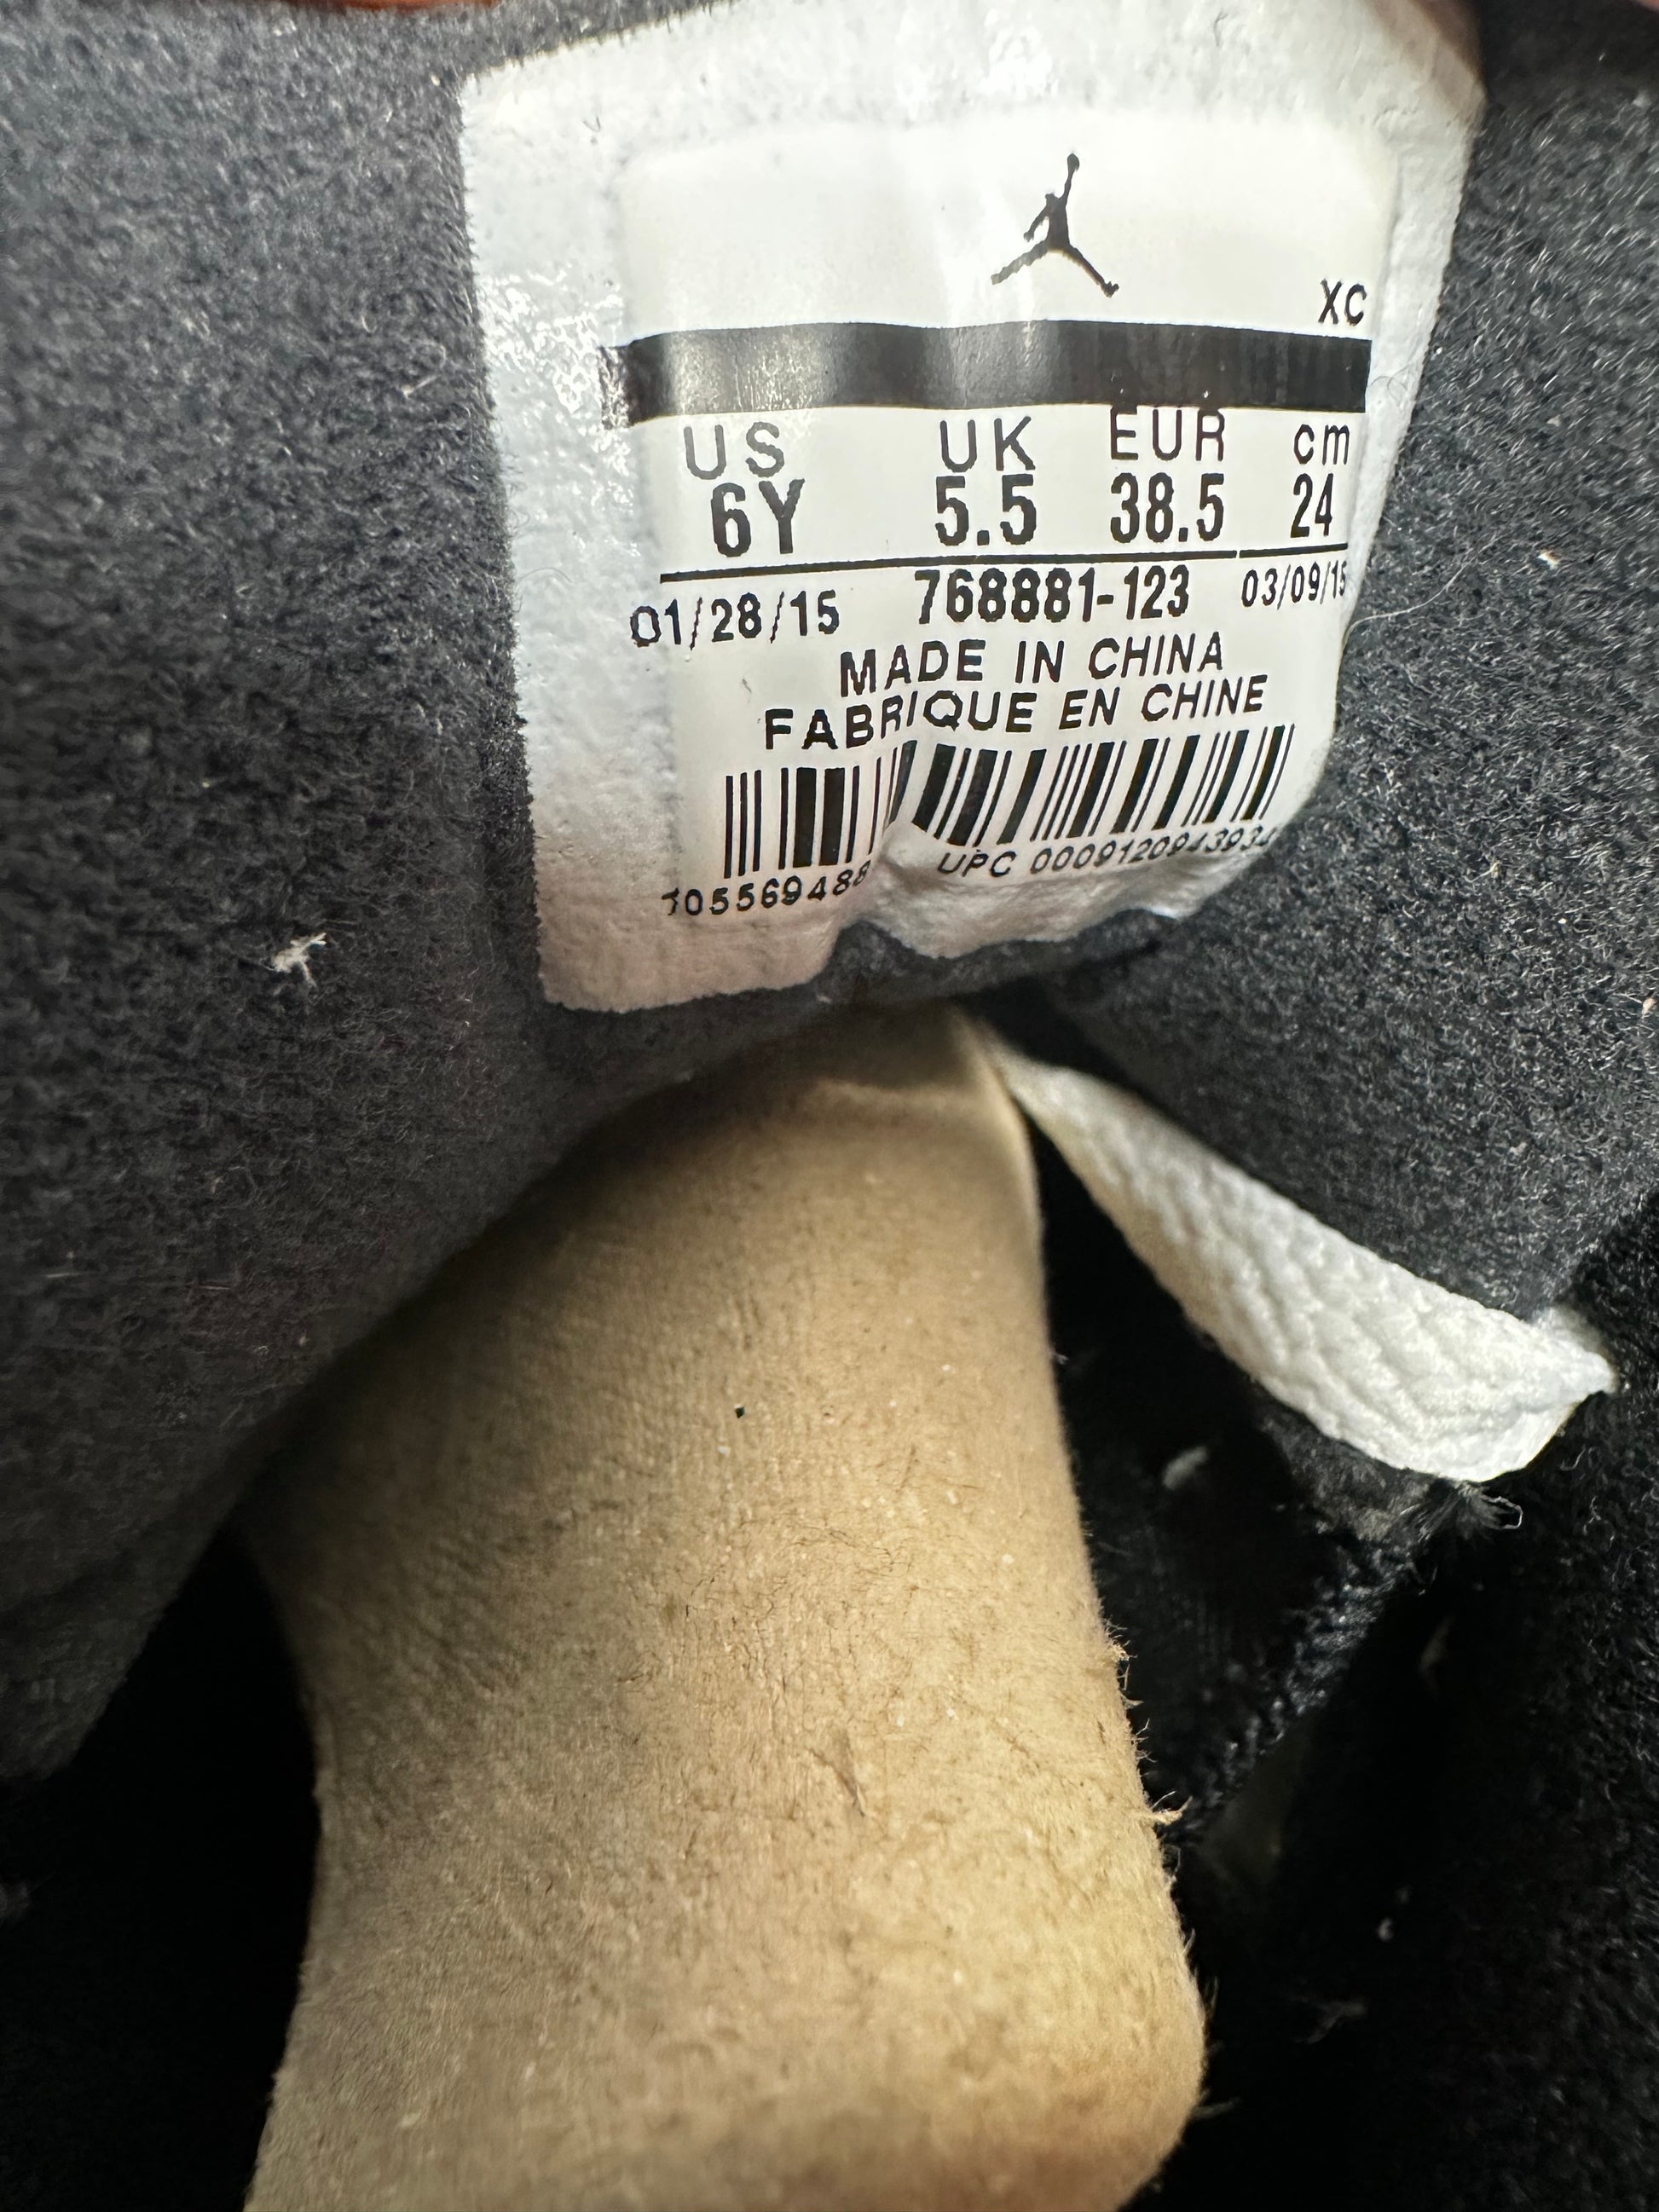 XC
US UK EUR cm
6Y 5.5 38.5 24
01/28/15 768881-123 03/09/15
MADE IN CHINA
FABRIQUE EN CHINE
UPC